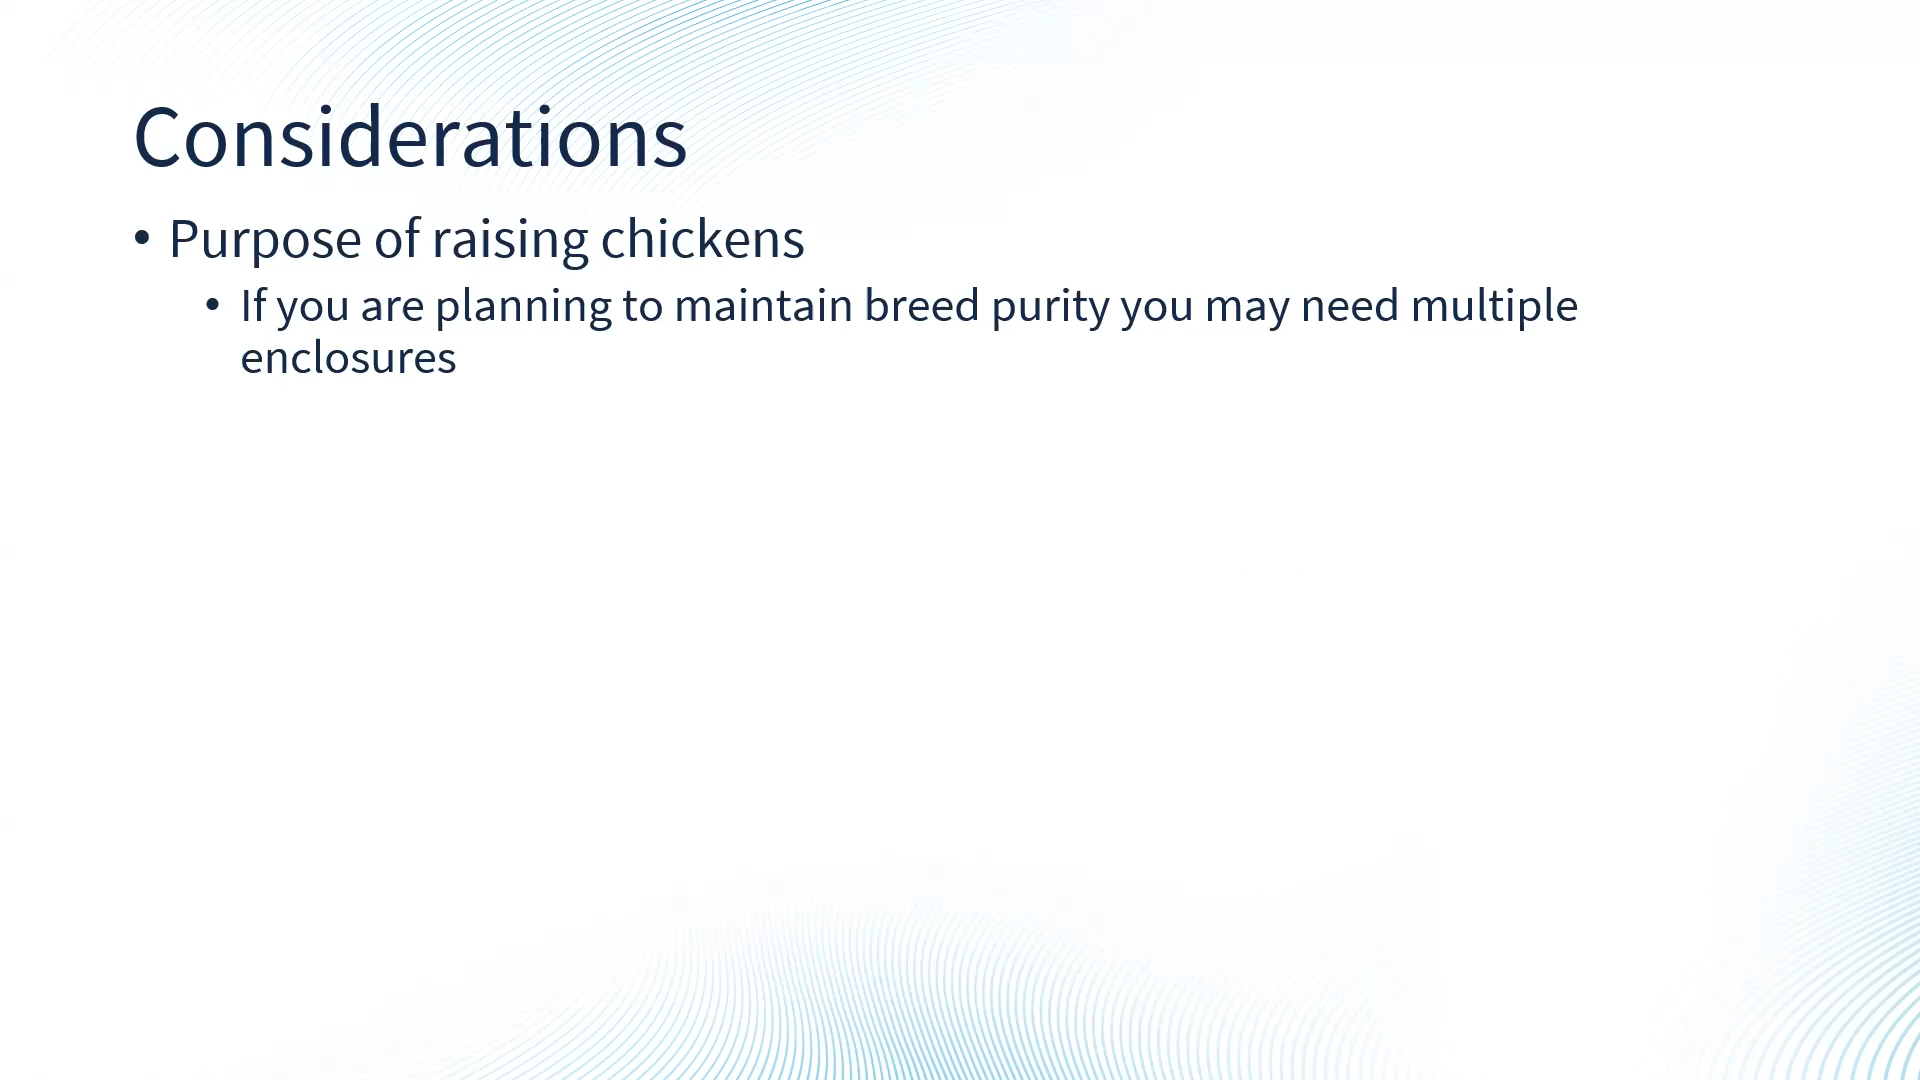 Considerations
• Purpose of raising chickens
• If you are planning to maintain breed purity you may need multiple
enclosures